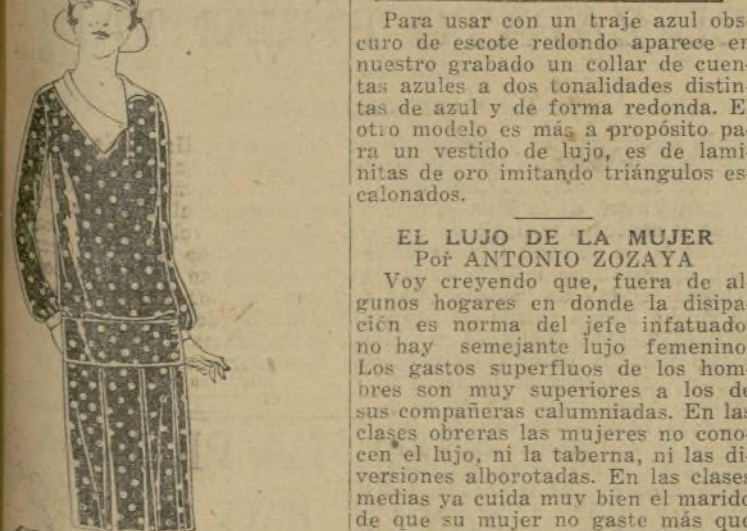 Para usar con un traje azul obs-
curo de escote redondo aparece en
nuestro grabado un collar de cuen-
tas azules a dos tonalidades distin-
tas de azul y de forma redonda. E
otro modelo es más a propósito pa-
ra un vestido de lujo, es de lami-
nitas de oro imitando triángulos es-
calonados.
EL LUJO DE LA MUJER
Por ANTONIO ZOZAYA
Voy creyendo que, fuera de al-
gunos hogares en donde la disipa-
ción es norma del jefe infatuado
no hay semejante lujo femenino
Los gastos superfluos de los hom-
bres son muy superiores a los de
sus compañeras calumniadas. En las
clases obreras las mujeres no cono-
cen el lujo, ni la taberna, ni las di-
versiones alborotadas. En las clases
medias ya cuida muy bien el marido
de que su mujer no gaste más que